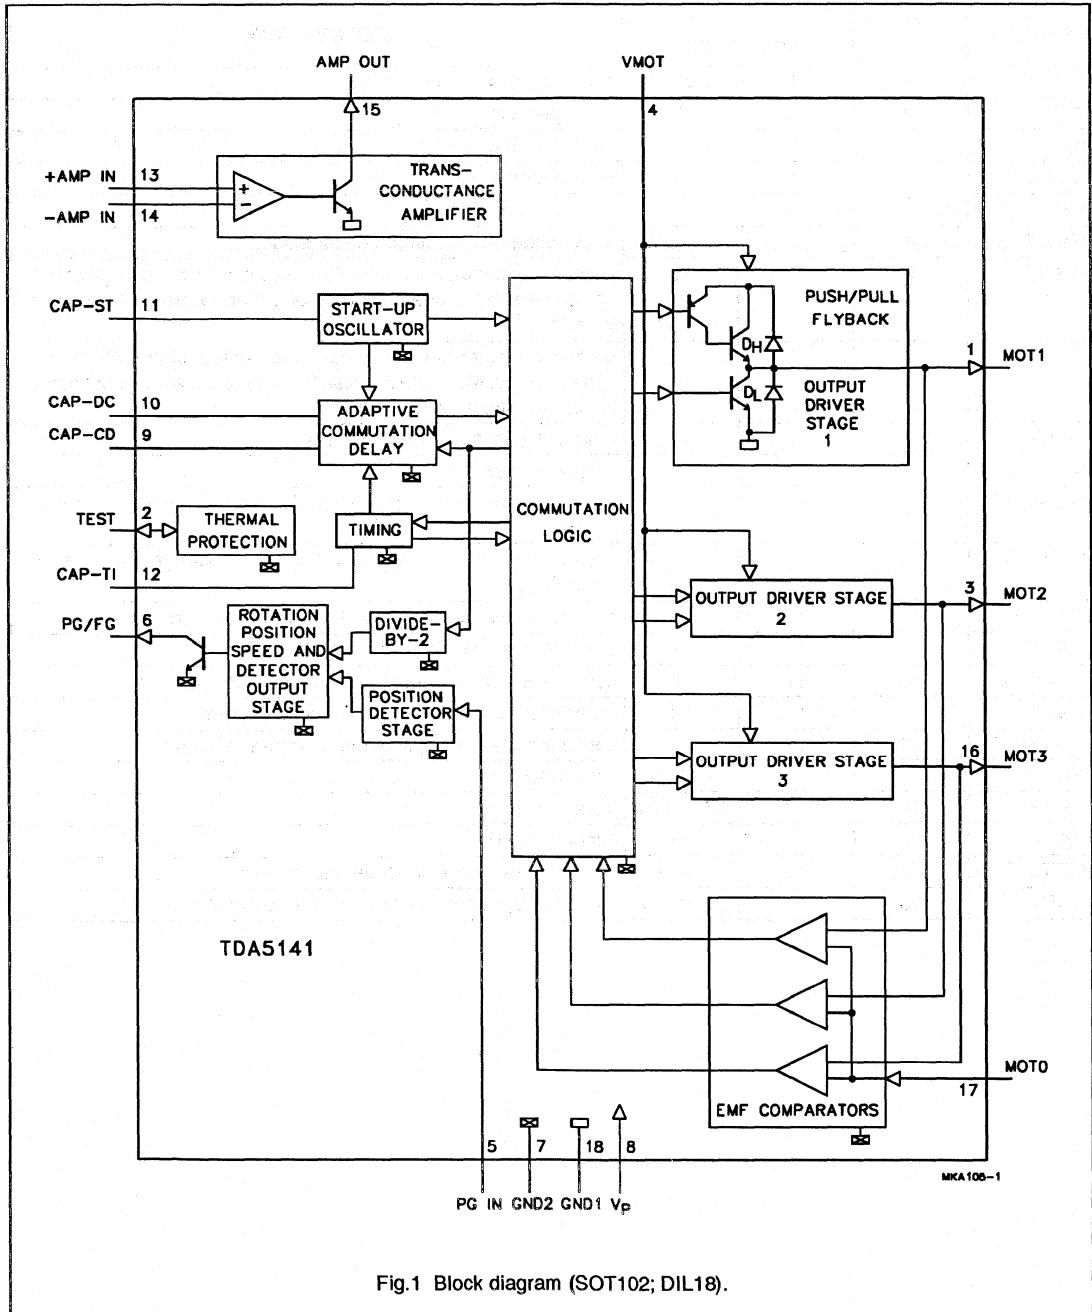 AMP OUT
VMOT
15
4
+AMP IN 13
-AMP IN 14
+
−
TRANS-
CONDUCTANCE
AMPLIFIER
CAP-ST 11
START-UP
OSCILLATOR
PUSH/PULL
FLYBACK
DH
DL
1 MOT1
OUTPUT
DRIVER
STAGE
1
CAP-DC 10
CAP-CD 9
ADAPTIVE
COMMUTATION
DELAY
COMMUTATION
LOGIC
TEST 2
THERMAL
PROTECTION
TIMING
CAP-TI 12
PG/FG 6
ROTATION
POSITION
SPEED AND
DETECTOR
OUTPUT
STAGE
DIVIDE-
BY-2
POSITION
DETECTOR
STAGE
OUTPUT DRIVER STAGE
2
3 MOT2
OUTPUT DRIVER STAGE
3
16 MOT3
TDA5141
MOT0
17
EMF COMPARATORS
5 7 18 8
PG IN GND2 GND1 Vp
MKA105-1
Fig.1 Block diagram (SOT102; DIL18).